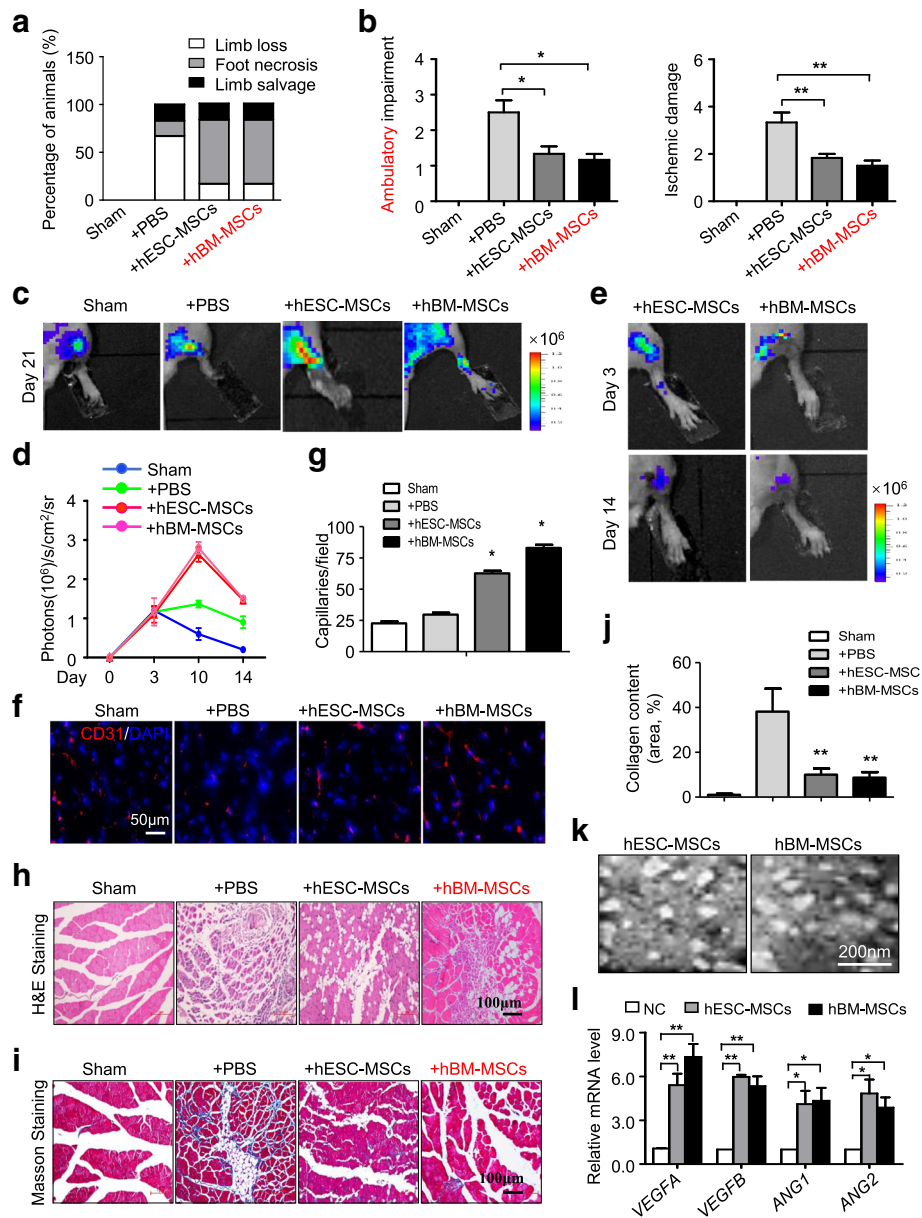 a
Limb loss
Foot necrosis
Limb salvage
Percentage of animals (%)
100
50
0
Sham
+PBS
+hESC-MSCs
+hBM-MSCs
b
Ambulatory impairment
4
3
2
1
0
*
*
Sham
+PBS
+hESC-MSCs
+hBM-MSCs
Ischemic damage
6
4
2
0
**
**
Sham
+PBS
+hESC-MSCs
+hBM-MSCs
c
Sham
+PBS
+hESC-MSCs
+hBM-MSCs
Day 21
×10⁶
e
+hESC-MSCs
+hBM-MSCs
Day 3
Day 14
×10⁶
d
Sham
+PBS
+hESC-MSCs
+hBM-MSCs
Photons(10⁶)/s/cm²/sr
3
2
1
0
Day
0
3
10
14
g
Sham
+PBS
+hESC-MSCs
+hBM-MSCs
Capillaries/field
100
75
50
25
0
*
*
f
Sham
+PBS
+hESC-MSCs
+hBM-MSCs
CD31/DAPI
50μm
j
Sham
+PBS
+hESC-MSC
+hBM-MSCs
Collagen content
(area, %)
60
40
20
0
**
**
h
Sham
+PBS
+hESC-MSCs
+hBM-MSCs
H&E Staining
100μm
i
Sham
+PBS
+hESC-MSCs
+hBM-MSCs
Masson Staining
100μm
k
hESC-MSCs
hBM-MSCs
200nm
l
NC
hESC-MSCs
hBM-MSCs
Relative mRNA level
9.0
6.0
3.0
0.0
**
**
**
**
*
*
*
*
VEGFA
VEGFB
ANG1
ANG2